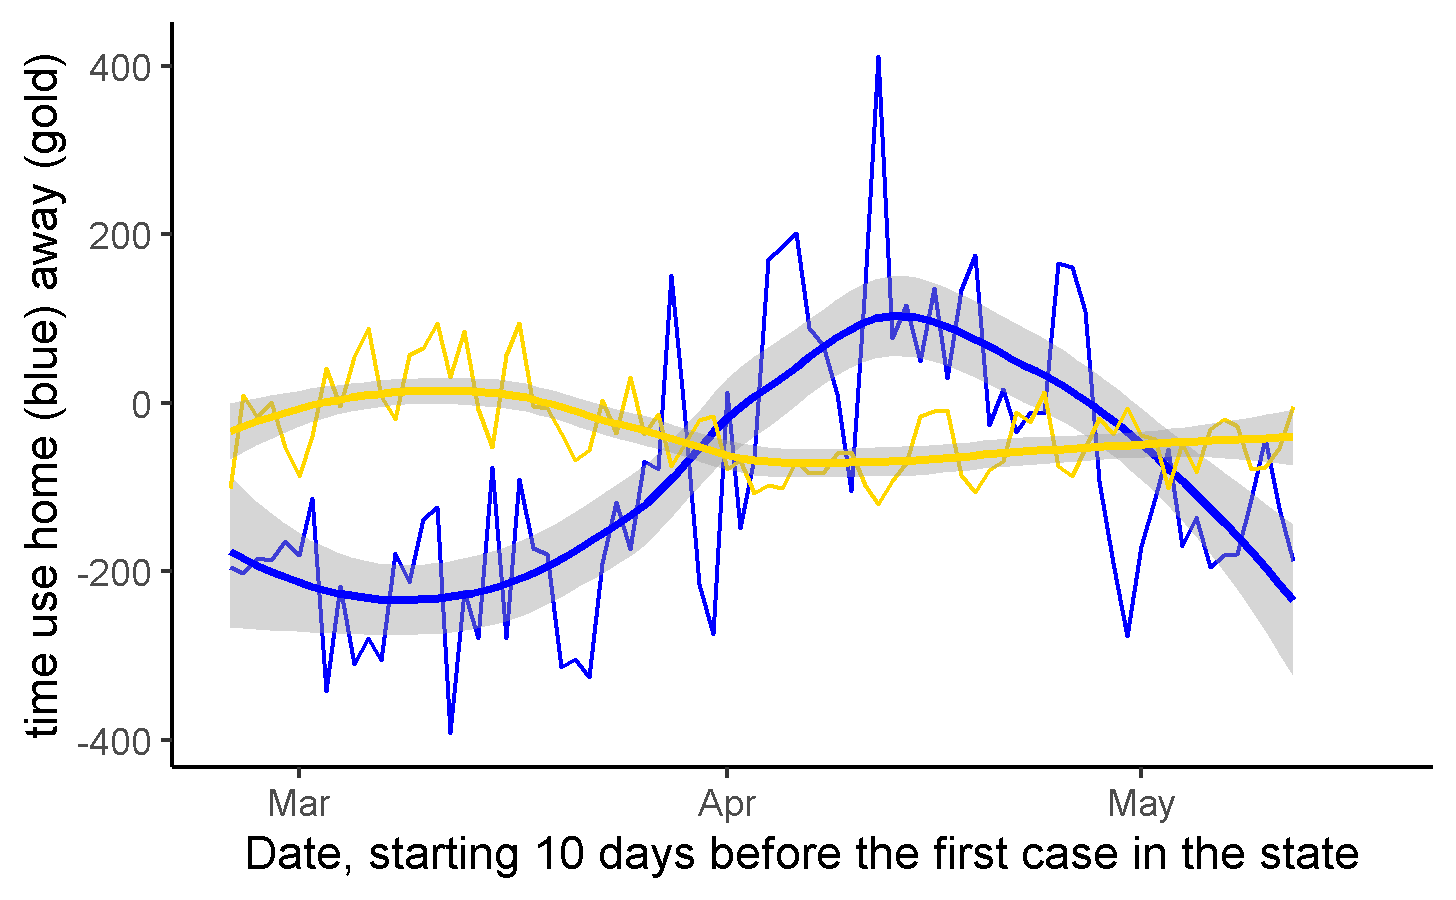 time use home (blue) away (gold)
400
200
0
-200
-400
Mar Apr May
Date, starting 10 days before the first case in the state